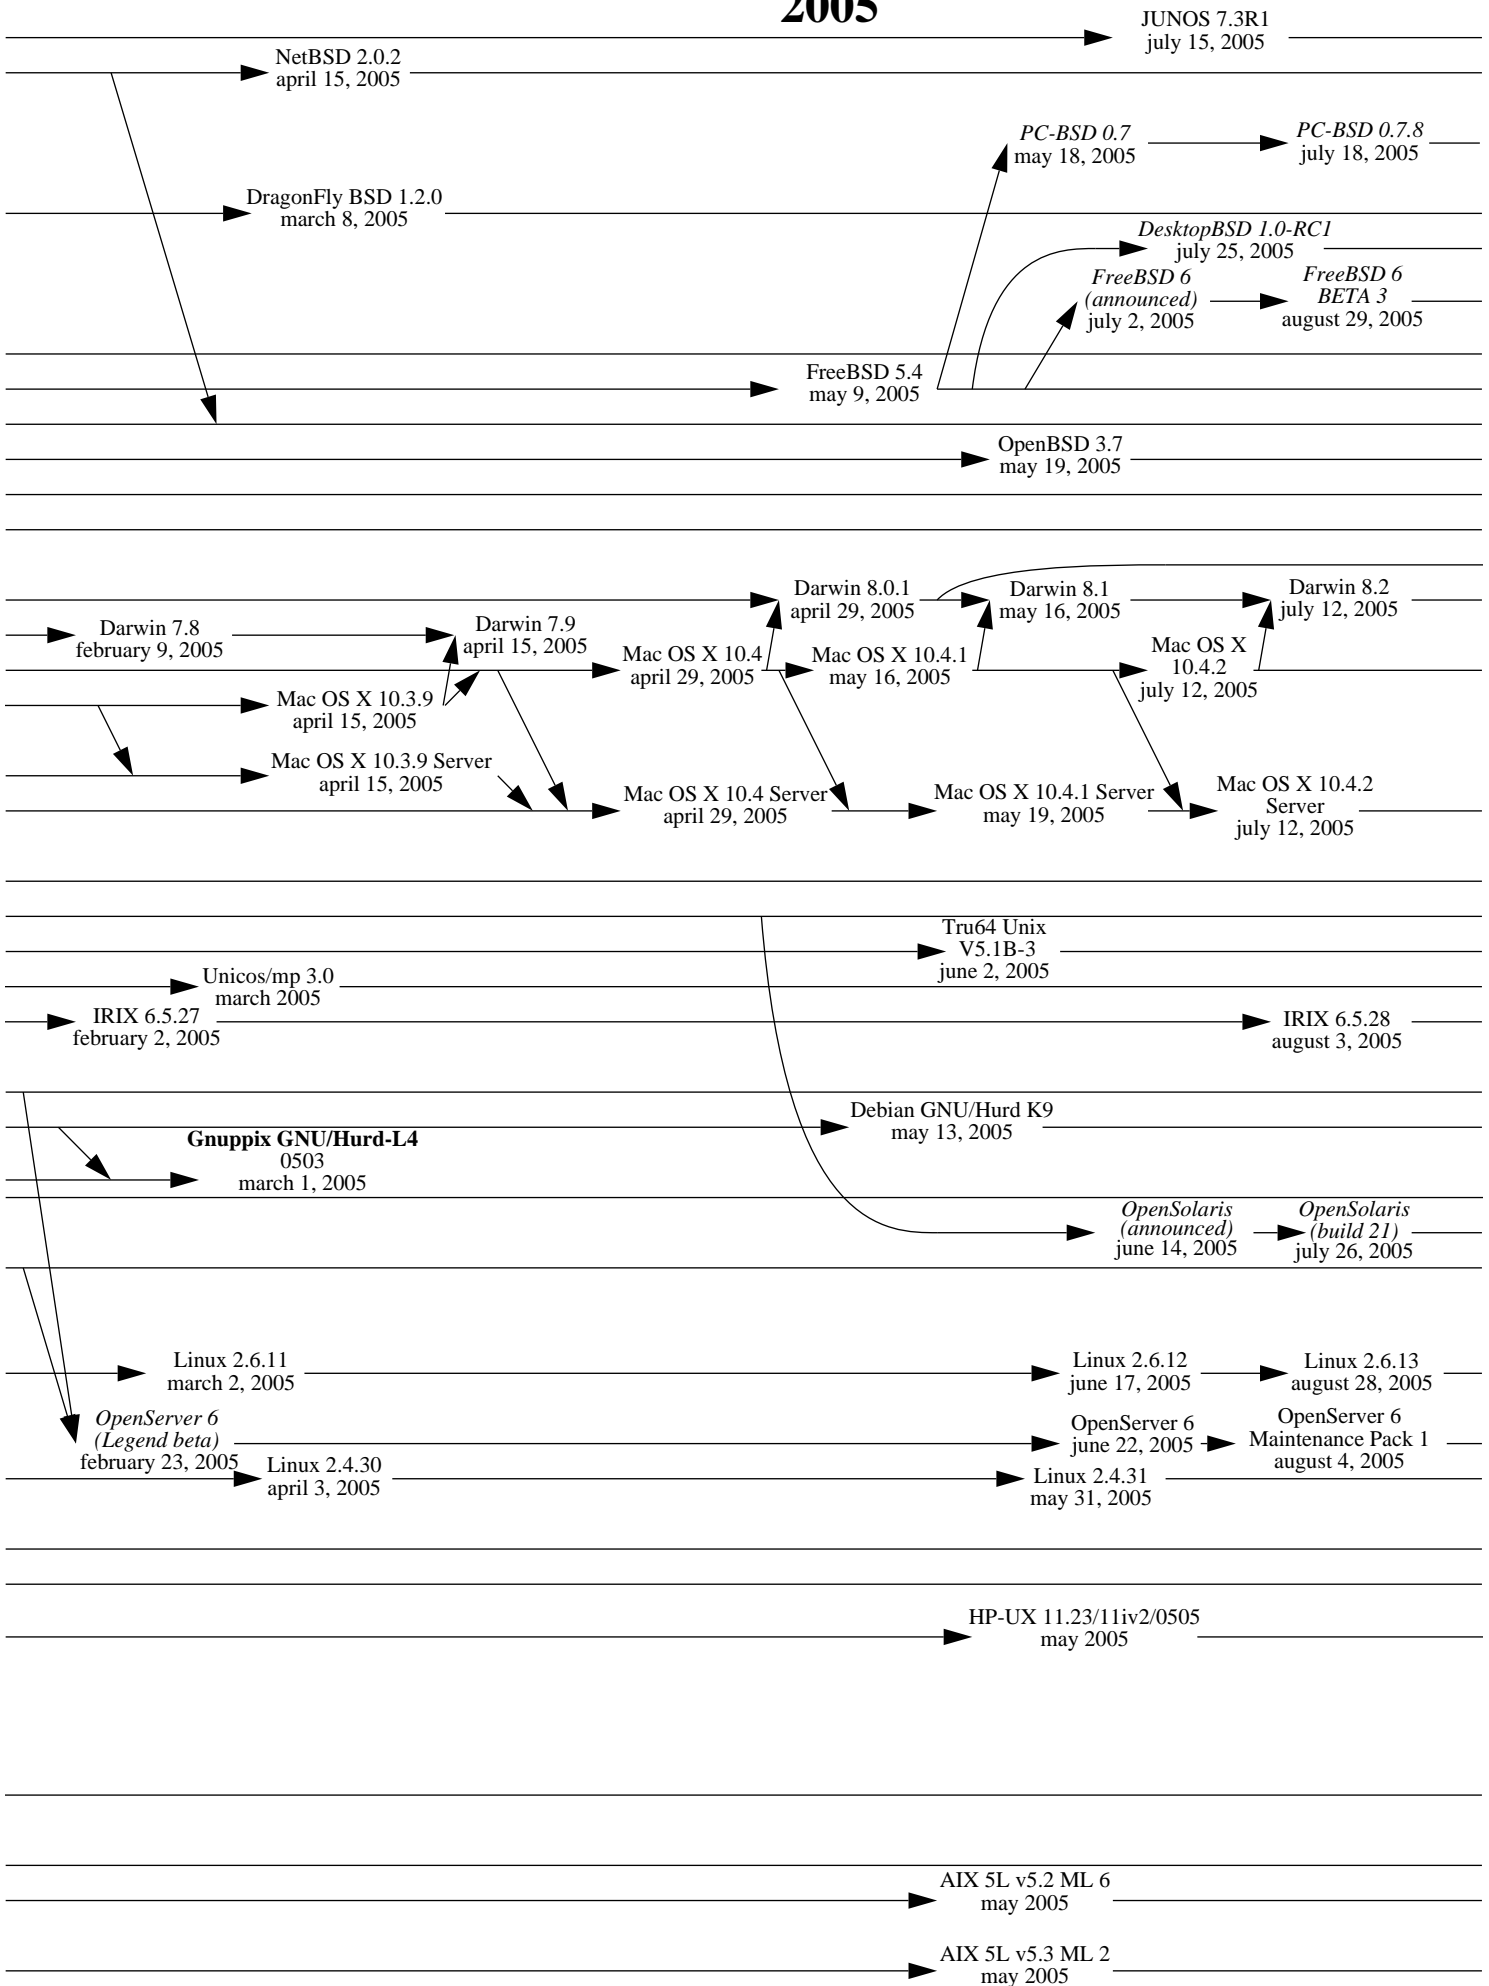 2005
JUNOS 7.3R1
july 15, 2005
NetBSD 2.0.2
april 15, 2005
PC-BSD 0.7
may 18, 2005
PC-BSD 0.7.8
july 18, 2005
DragonFly BSD 1.2.0
march 8, 2005
DesktopBSD 1.0-RC1
july 25, 2005
FreeBSD 6
(announced)
july 2, 2005
FreeBSD 6
BETA 3
august 29, 2005
FreeBSD 5.4
may 9, 2005
OpenBSD 3.7
may 19, 2005
Darwin 8.0.1
april 29, 2005
Darwin 8.1
may 16, 2005
Darwin 8.2
july 12, 2005
Darwin 7.8
february 9, 2005
Darwin 7.9
april 15, 2005
Mac OS X 10.4
april 29, 2005
Mac OS X 10.4.1
may 16, 2005
Mac OS X
10.4.2
july 12, 2005
Mac OS X 10.3.9
april 15, 2005
Mac OS X 10.3.9 Server
april 15, 2005
Mac OS X 10.4 Server
april 29, 2005
Mac OS X 10.4.1 Server
may 19, 2005
Mac OS X 10.4.2
Server
july 12, 2005
Tru64 Unix
V5.1B-3
june 2, 2005
Unicos/mp 3.0
march 2005
IRIX 6.5.27
february 2, 2005
IRIX 6.5.28
august 3, 2005
Debian GNU/Hurd K9
may 13, 2005
Gnuppix GNU/Hurd-L4
0503
march 1, 2005
OpenSolaris
(announced)
june 14, 2005
OpenSolaris
(build 21)
july 26, 2005
Linux 2.6.11
march 2, 2005
Linux 2.6.12
june 17, 2005
Linux 2.6.13
august 28, 2005
OpenServer 6
(Legend beta)
february 23, 2005
OpenServer 6
june 22, 2005
OpenServer 6
Maintenance Pack 1
august 4, 2005
Linux 2.4.30
april 3, 2005
Linux 2.4.31
may 31, 2005
HP-UX 11.23/11iv2/0505
may 2005
AIX 5L v5.2 ML 6
may 2005
AIX 5L v5.3 ML 2
may 2005